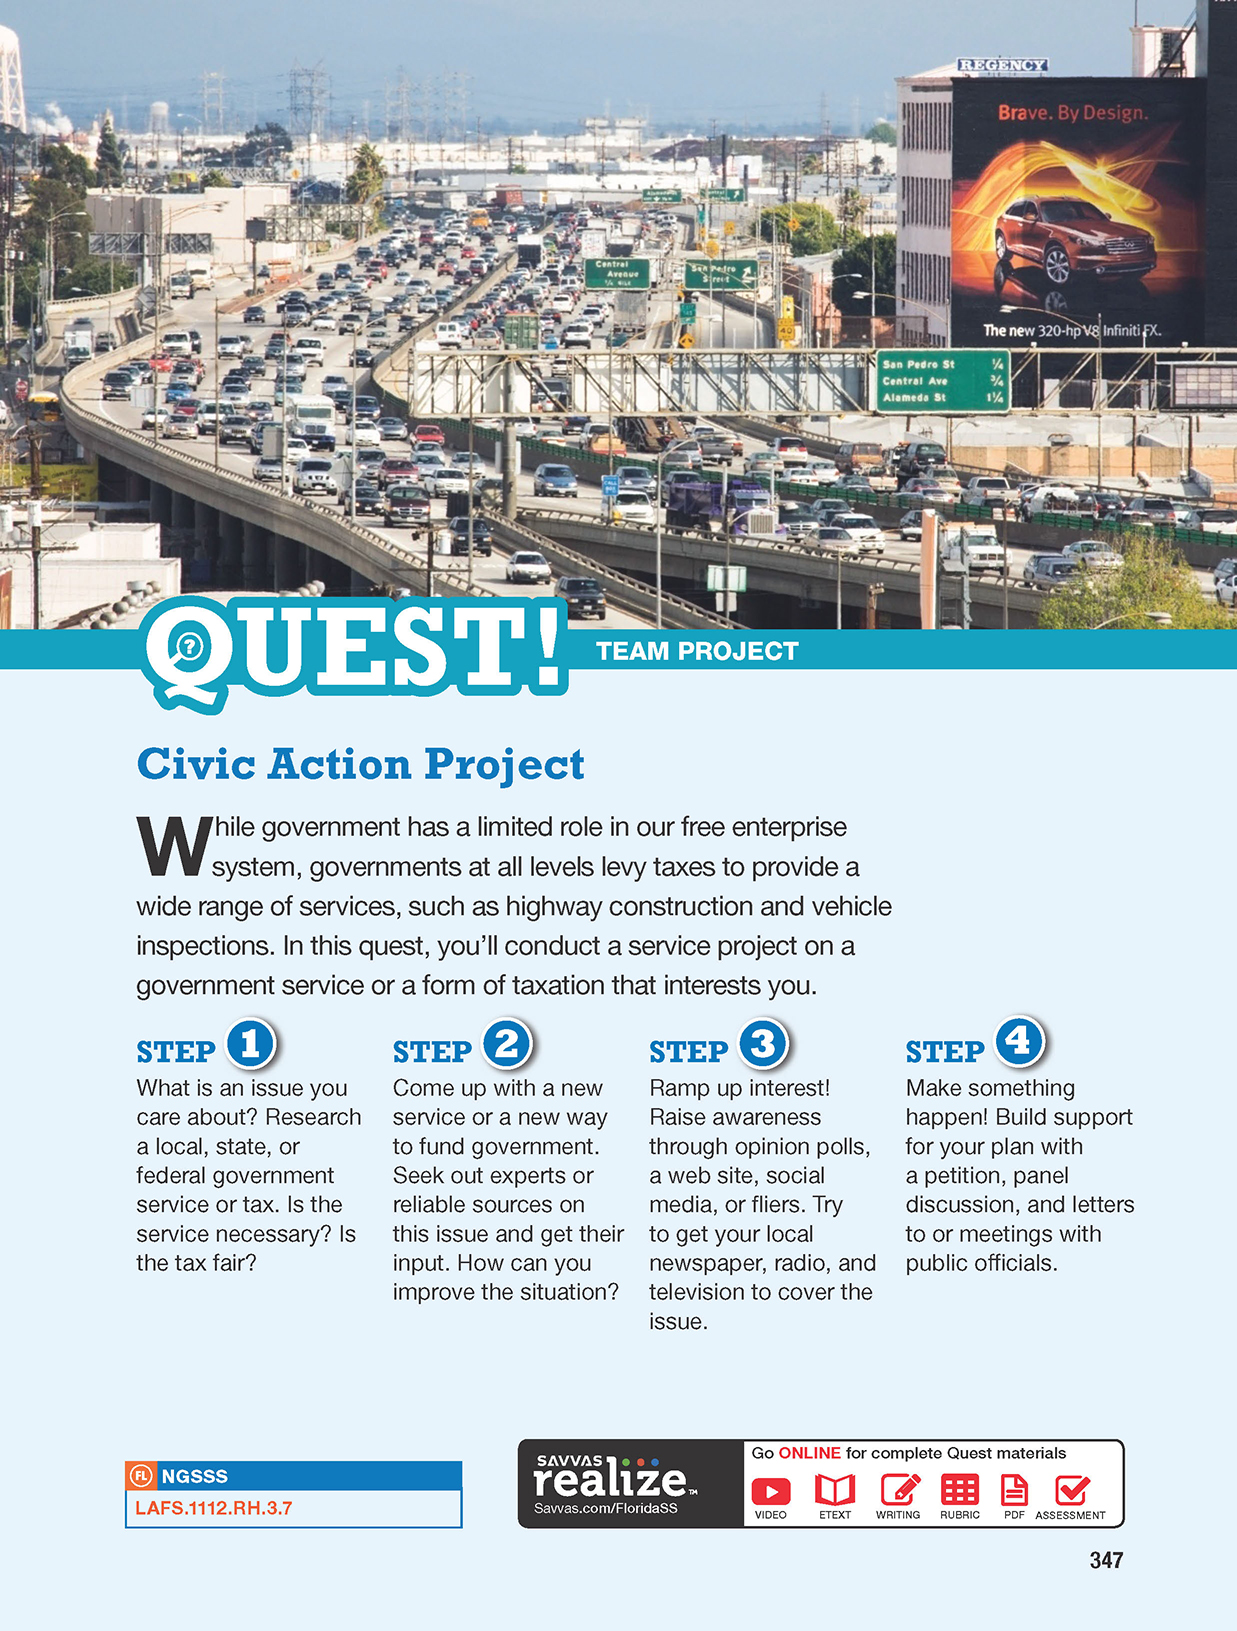 REGENCY
Brave. By Design.
The new 320-hp V8 Infiniti FX.
Central
Avenue
¼ MILE
San Pedro
Street
San Pedro St ¼
Central Ave ¾
Alameda St 1¼
40
QUEST!
TEAM PROJECT
Civic Action Project
While government has a limited role in our free enterprise
system, governments at all levels levy taxes to provide a
wide range of services, such as highway construction and vehicle
inspections. In this quest, you’ll conduct a service project on a
government service or a form of taxation that interests you.
STEP 1
What is an issue you
care about? Research
a local, state, or
federal government
service or tax. Is the
service necessary? Is
the tax fair?
STEP 2
Come up with a new
service or a new way
to fund government.
Seek out experts or
reliable sources on
this issue and get their
input. How can you
improve the situation?
STEP 3
Ramp up interest!
Raise awareness
through opinion polls,
a web site, social
media, or fliers. Try
to get your local
newspaper, radio, and
television to cover the
issue.
STEP 4
Make something
happen! Build support
for your plan with
a petition, panel
discussion, and letters
to or meetings with
public officials.
FL NGSSS
LAFS.1112.RH.3.7
SAVVAS
realize™
Savvas.com/FloridaSS
Go ONLINE for complete Quest materials
VIDEO
ETEXT
WRITING
RUBRIC
PDF
ASSESSMENT
347